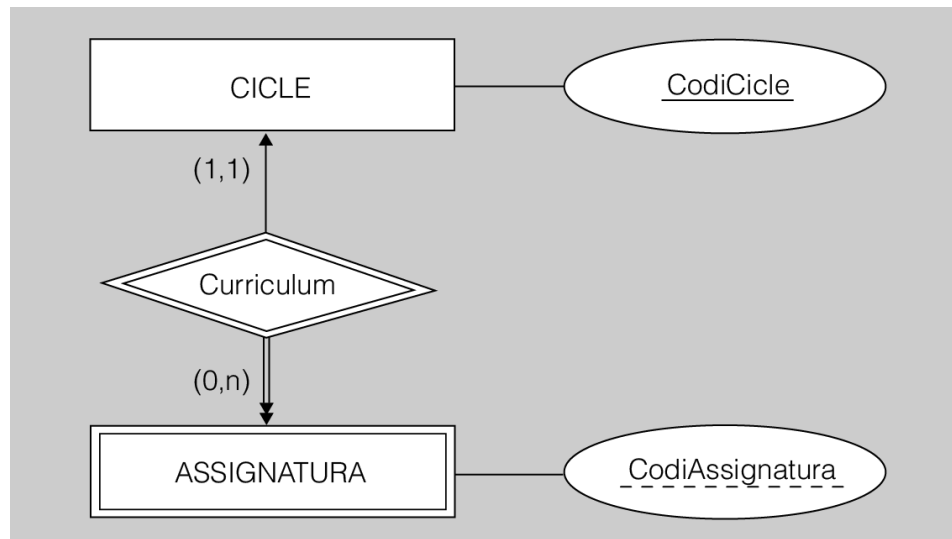 CICLE
CodiCicle
(1,1)
Curriculum
(0,n)
ASSIGNATURA
CodiAssignatura